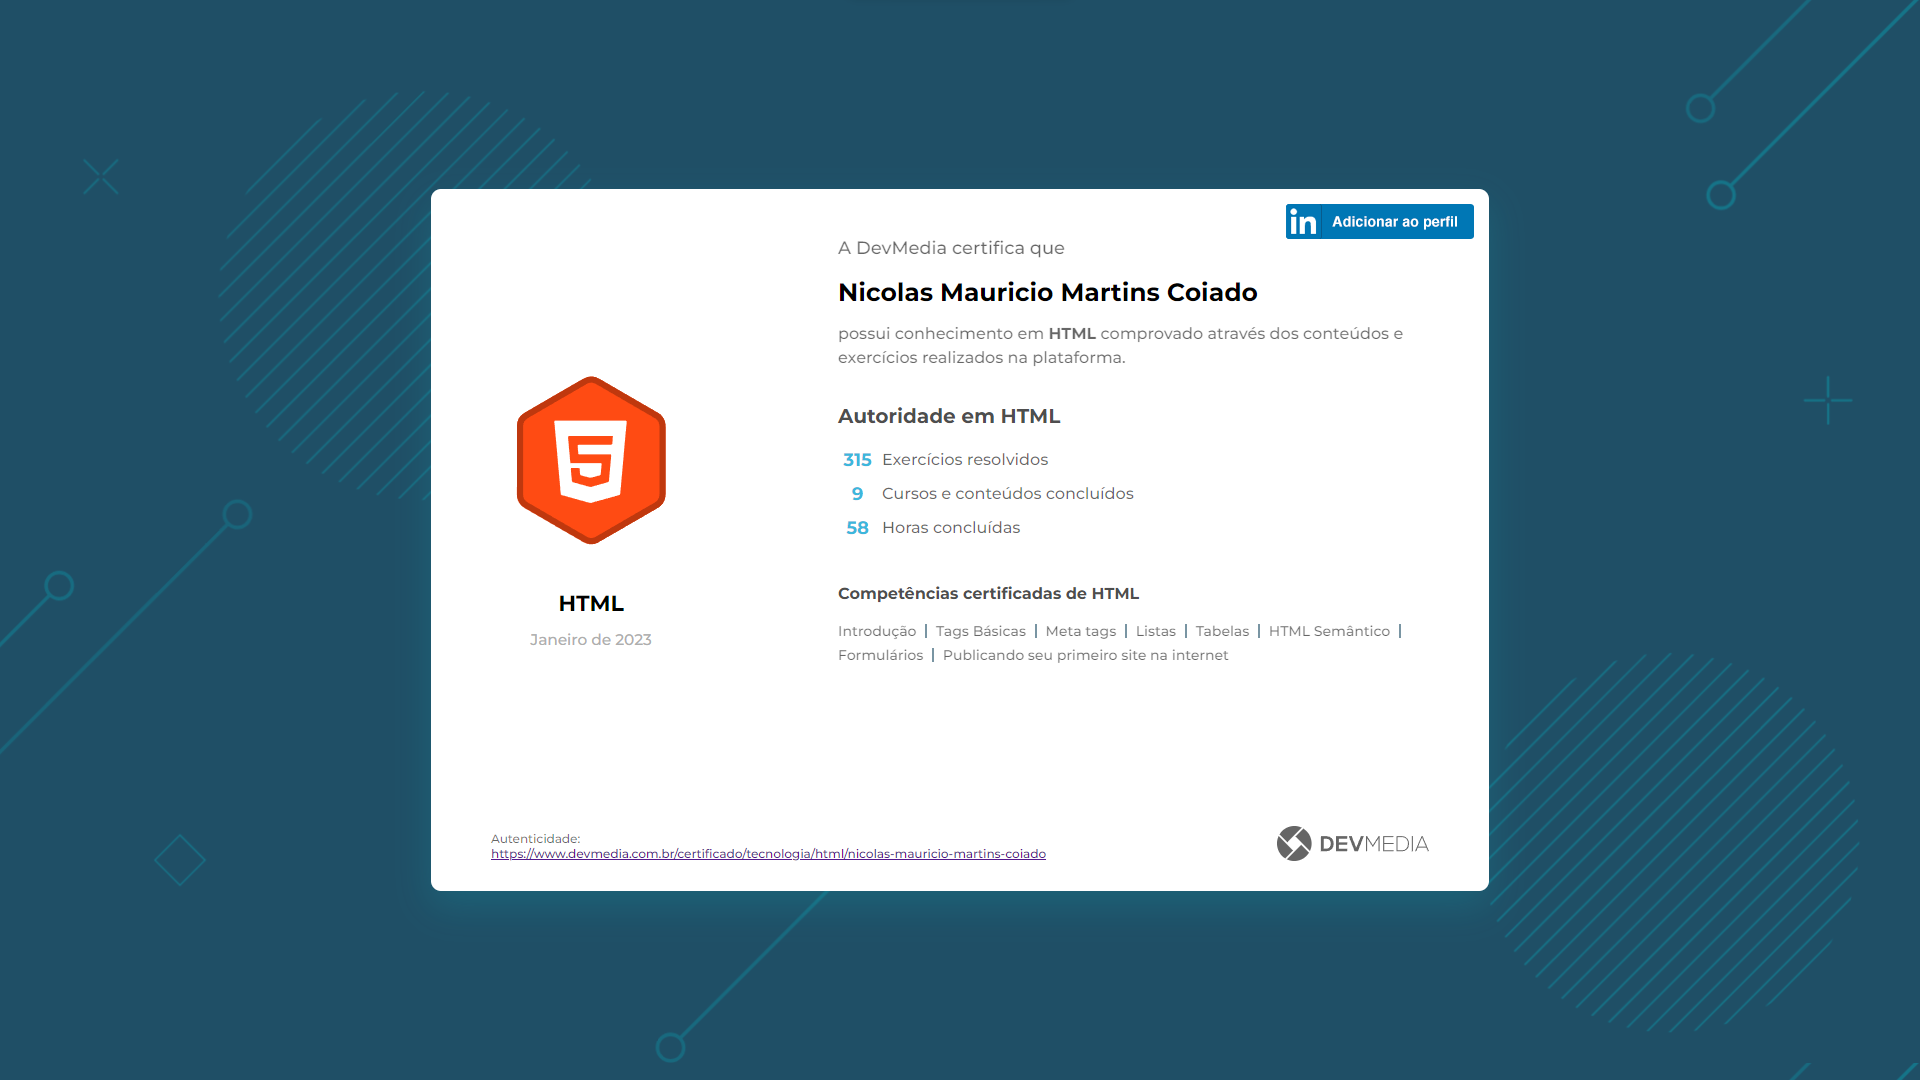 in Adicionar ao perfil
A DevMedia certifica que
Nicolas Mauricio Martins Coiado
possui conhecimento em HTML comprovado através dos conteúdos e
exercícios realizados na plataforma.
Autoridade em HTML
315 Exercícios resolvidos
9 Cursos e conteúdos concluídos
58 Horas concluídas
5
HTML
Janeiro de 2023
Competências certificadas de HTML
Introdução | Tags Básicas | Meta tags | Listas | Tabelas | HTML Semântico |
Formulários | Publicando seu primeiro site na internet
Autenticidade:
https://www.devmedia.com.br/certificado/tecnologia/html/nicolas-mauricio-martins-coiado
DEVMEDIA